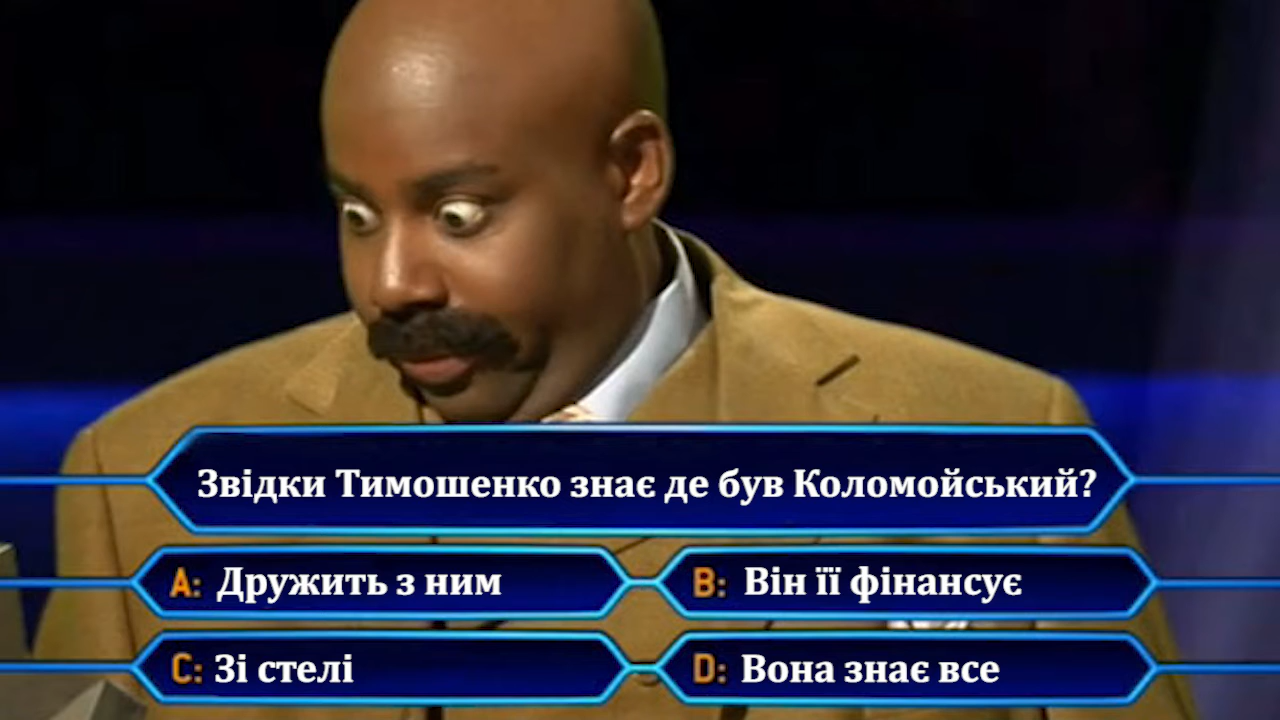 Звідки Тимошенко знає де був Коломойський?
A: Дружить з ним
B: Він її фінансує
C: Зі стелі
D: Вона знає все